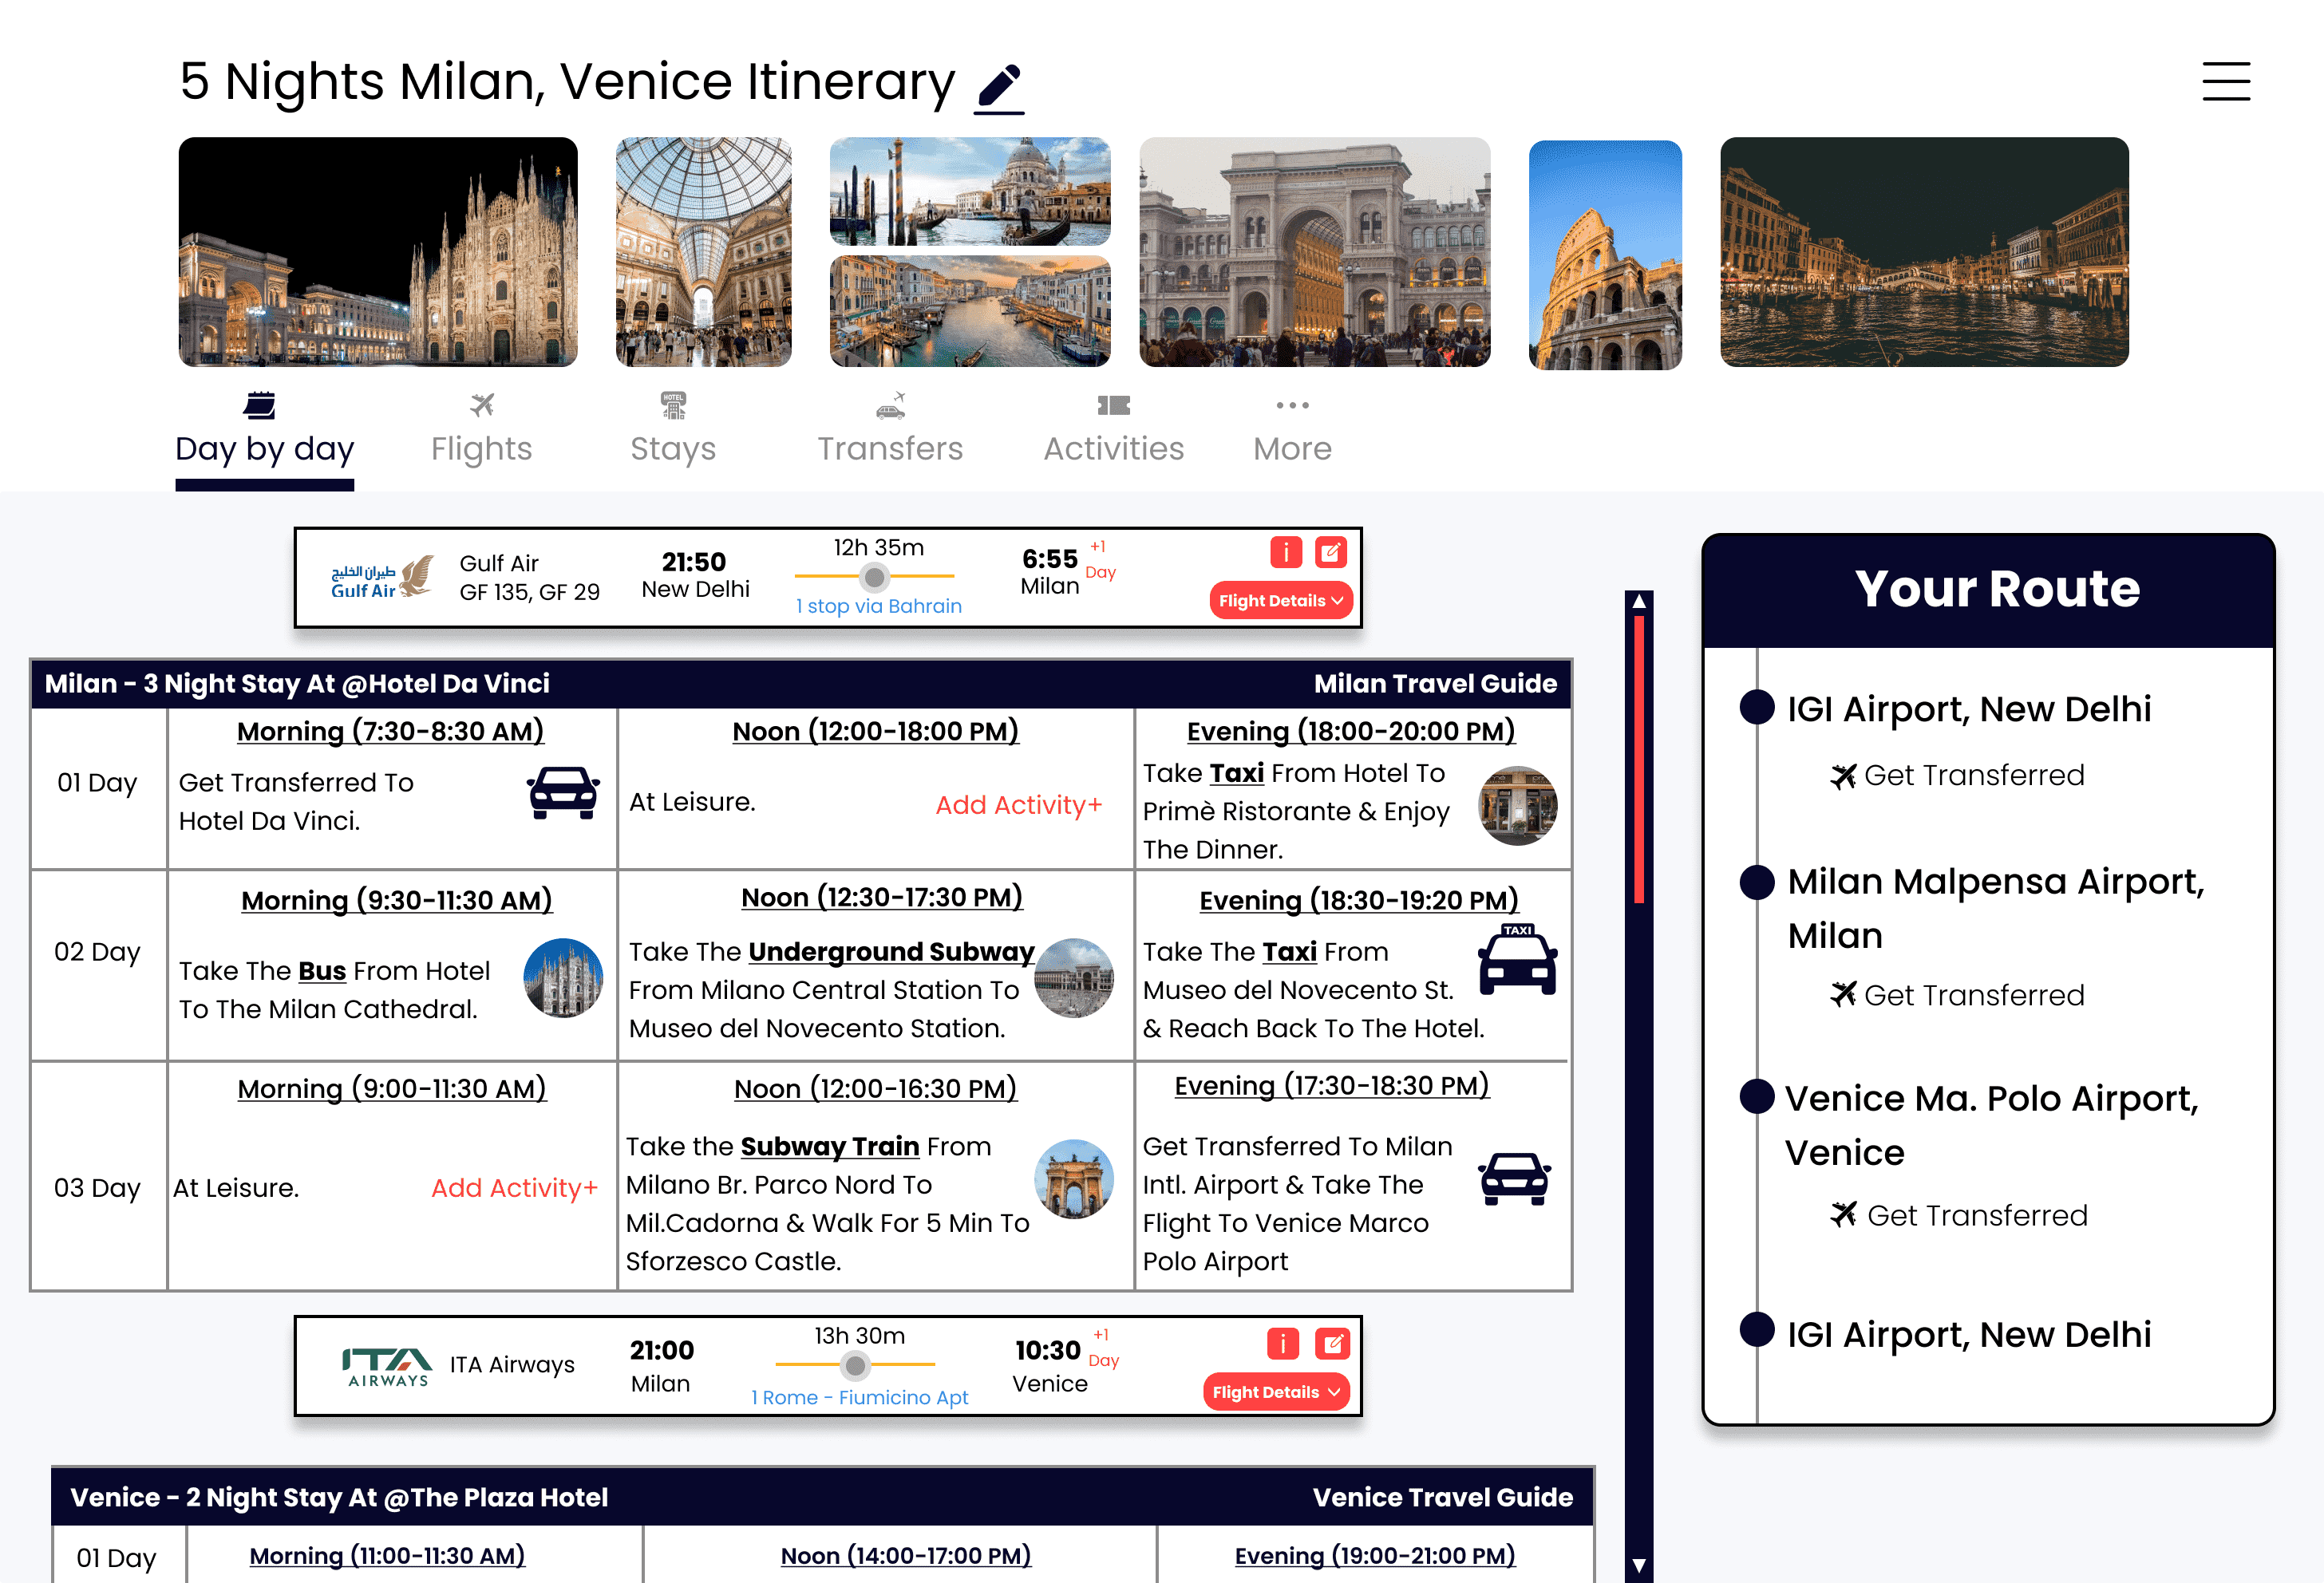 5 Nights Milan, Venice Itinerary
HOTEL
Day by day
Flights
Stays
Transfers
Activities
More
طيران الخليج
Gulf Air
Gulf Air
GF 135, GF 29
21:50
New Delhi
12h 35m
1 stop via Bahrain
6:55
+1
Day
Milan
i
Flight Details
Milan - 3 Night Stay At @Hotel Da Vinci
Milan Travel Guide
01 Day
Morning (7:30-8:30 AM)
Get Transferred To
Hotel Da Vinci.
Noon (12:00-18:00 PM)
At Leisure.
Add Activity+
Evening (18:00-20:00 PM)
Take Taxi From Hotel To
Primè Ristorante & Enjoy
The Dinner.
02 Day
Morning (9:30-11:30 AM)
Take The Bus From Hotel
To The Milan Cathedral.
Noon (12:30-17:30 PM)
Take The Underground Subway
From Milano Central Station To
Museo del Novecento Station.
Evening (18:30-19:20 PM)
TAXI
Take The Taxi From
Museo del Novecento St.
& Reach Back To The Hotel.
03 Day
Morning (9:00-11:30 AM)
At Leisure.
Add Activity+
Noon (12:00-16:30 PM)
Take the Subway Train From
Milano Br. Parco Nord To
Mil.Cadorna & Walk For 5 Min To
Sforzesco Castle.
Evening (17:30-18:30 PM)
Get Transferred To Milan
Intl. Airport & Take The
Flight To Venice Marco
Polo Airport
ITA
AIRWAYS
ITA Airways
21:00
Milan
13h 30m
1 Rome - Fiumicino Apt
10:30
+1
Day
Venice
i
Flight Details
Venice - 2 Night Stay At @The Plaza Hotel
Venice Travel Guide
01 Day
Morning (11:00-11:30 AM)
Noon (14:00-17:00 PM)
Evening (19:00-21:00 PM)
Your Route
IGI Airport, New Delhi
Get Transferred
Milan Malpensa Airport,
Milan
Get Transferred
Venice Ma. Polo Airport,
Venice
Get Transferred
IGI Airport, New Delhi